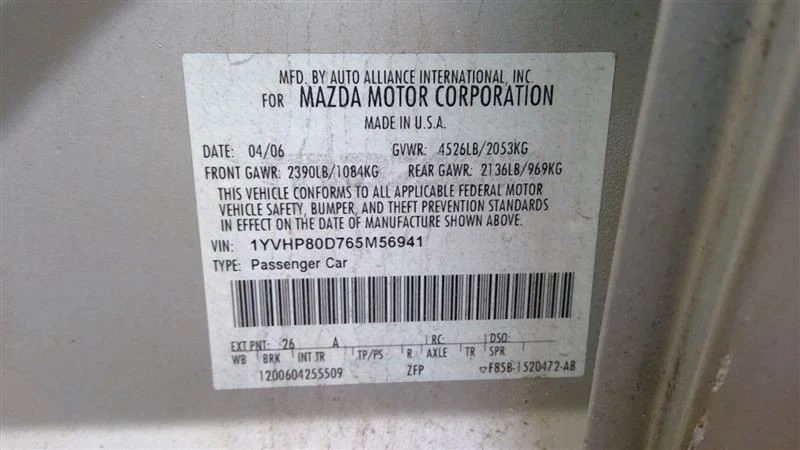 MFD. BY AUTO ALLIANCE INTERNATIONAL, INC.
FOR MAZDA MOTOR CORPORATION
MADE IN U.S.A.
DATE: 04/06 GVWR: 4526LB/2053KG
FRONT GAWR: 2390LB/1084KG REAR GAWR: 2136LB/969KG
THIS VEHICLE CONFORMS TO ALL APPLICABLE FEDERAL MOTOR
VEHICLE SAFETY, BUMPER, AND THEFT PREVENTION STANDARDS
IN EFFECT ON THE DATE OF MANUFACTURE SHOWN ABOVE.
VIN: 1YVHP80D765M56941
TYPE: Passenger Car
EXT PNT: 26 A RC: DSO:
WB BRK INT TR TP/PS R AXLE TR SPR
1200604255509 ZFP ▽F85B-1520472-AB